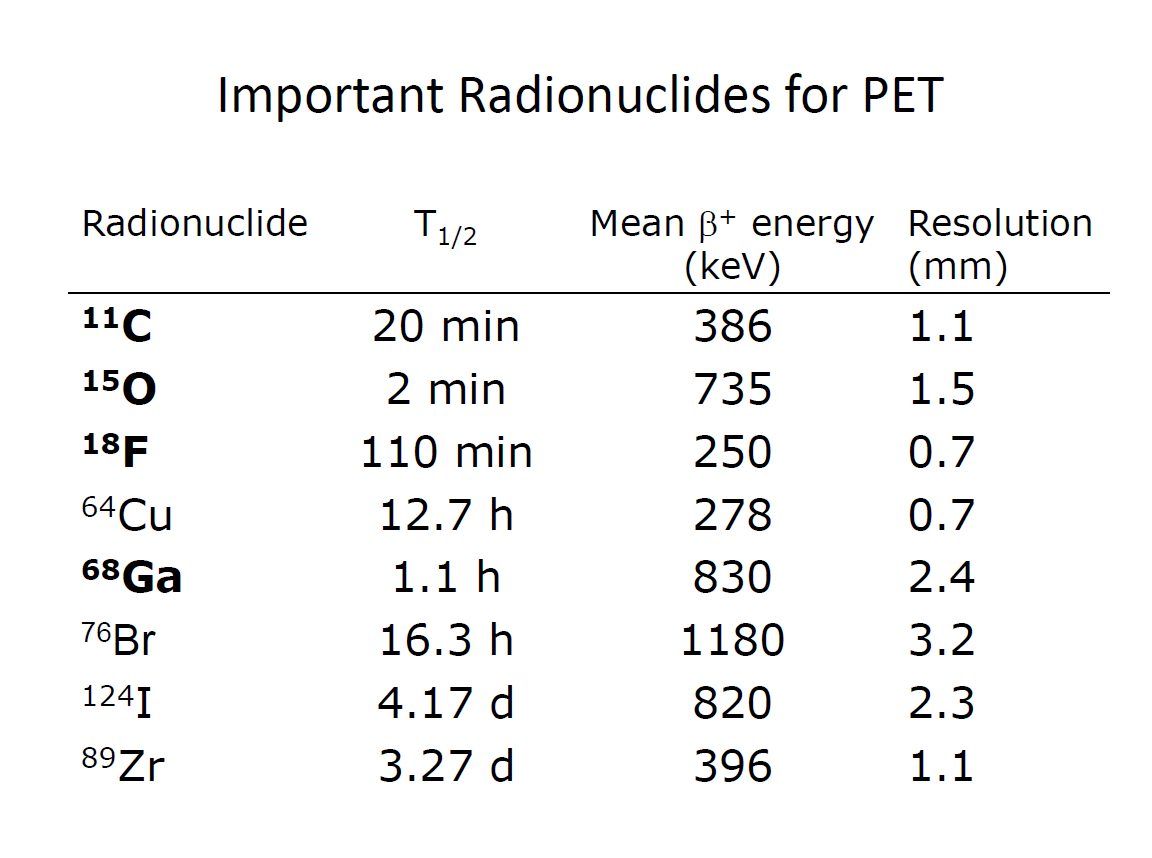 Important Radionuclides for PET
Radionuclide T1/2 Mean β+ energy (keV) Resolution (mm)
¹¹C 20 min 386 1.1
¹⁵O 2 min 735 1.5
¹⁸F 110 min 250 0.7
⁶⁴Cu 12.7 h 278 0.7
⁶⁸Ga 1.1 h 830 2.4
⁷⁶Br 16.3 h 1180 3.2
¹²⁴I 4.17 d 820 2.3
⁸⁹Zr 3.27 d 396 1.1